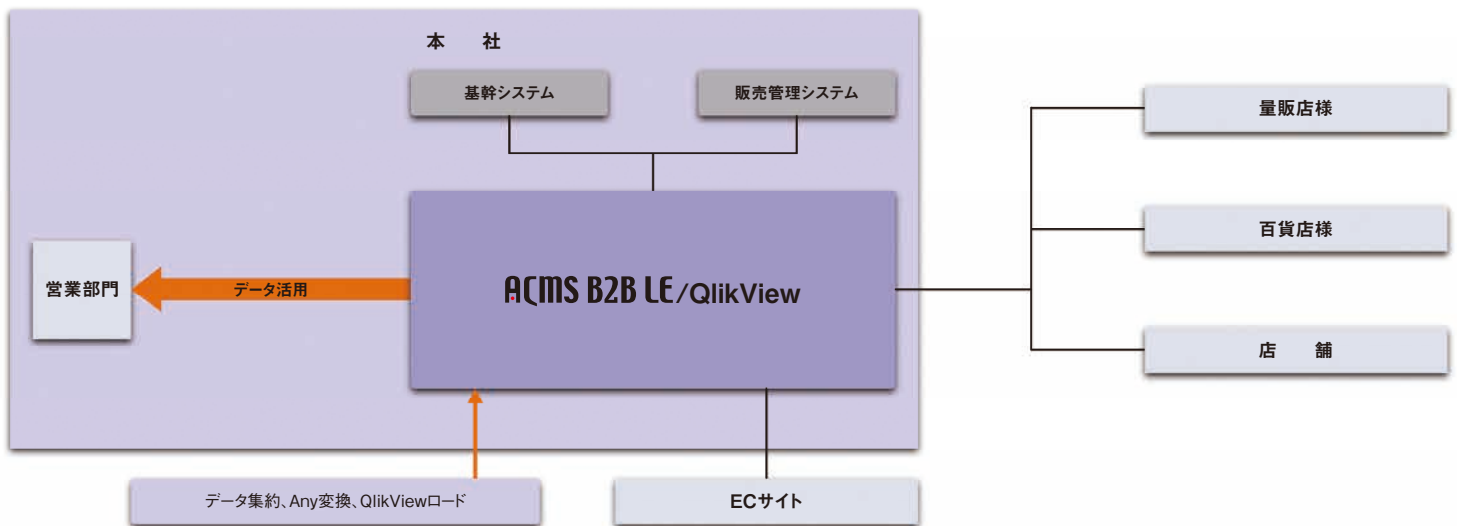 本　社
基幹システム
販売管理システム
量販店様
百貨店様
営業部門
データ活用
ACMS B2B LE/QlikView
店　舗
データ集約、Any変換、QlikViewロード
ECサイト